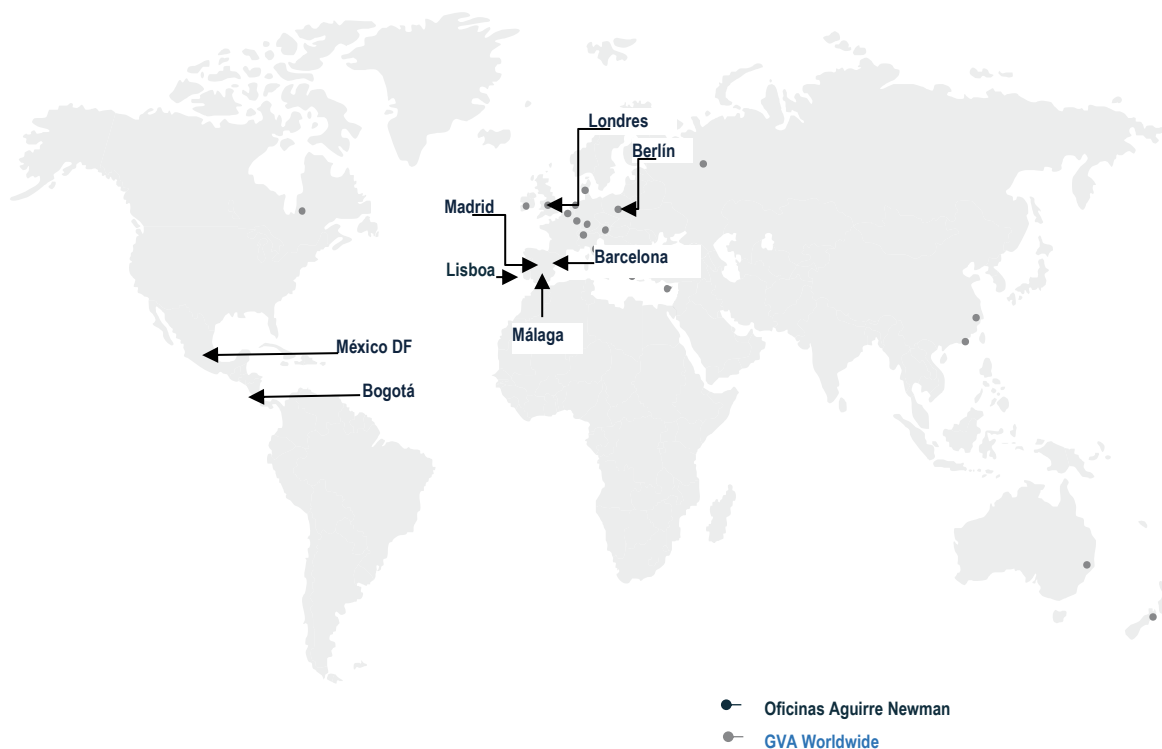 Londres
Berlín
Madrid
Barcelona
Lisboa
Málaga
México DF
Bogotá
Oficinas Aguirre Newman
GVA Worldwide